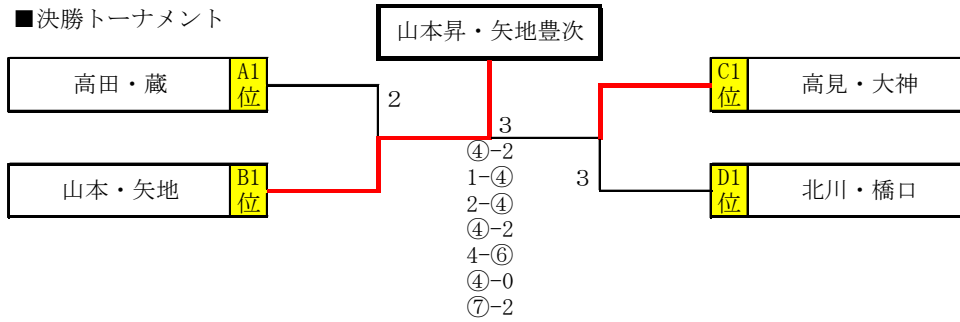 ■決勝トーナメント
山本昇・矢地豊次
高田・蔵
A1
位
2
C1
位
高見・大神
3
④-2
1-④
2-④
④-2
4-⑥
④-0
⑦-2
山本・矢地
B1
位
3
D1
位
北川・橋口